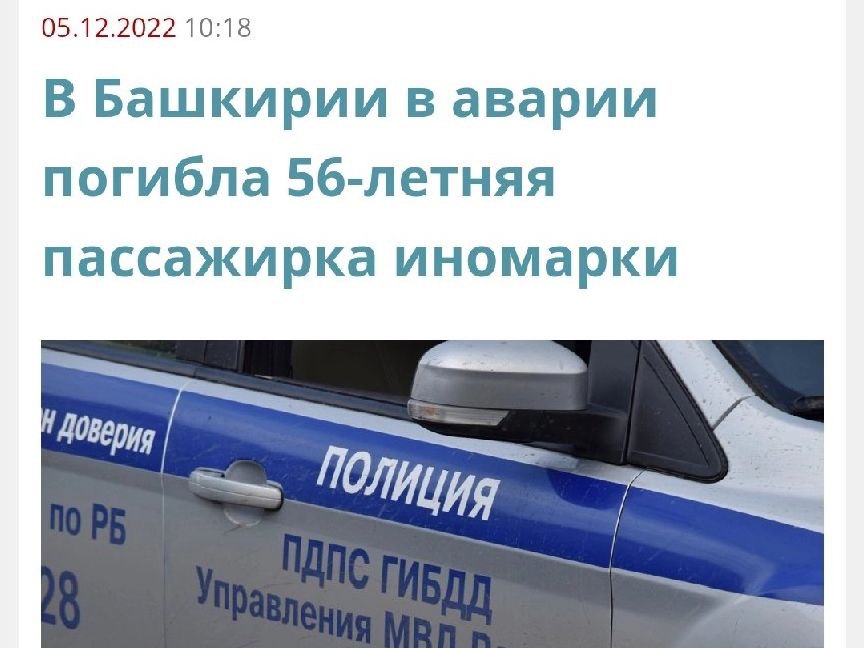 05.12.2022 10:18
В Башкирии в аварии
погибла 56-летняя
пассажирка иномарки
доверия
ПОЛИЦИЯ
по РБ
28
ПДПС ГИБДД
Управления МВД